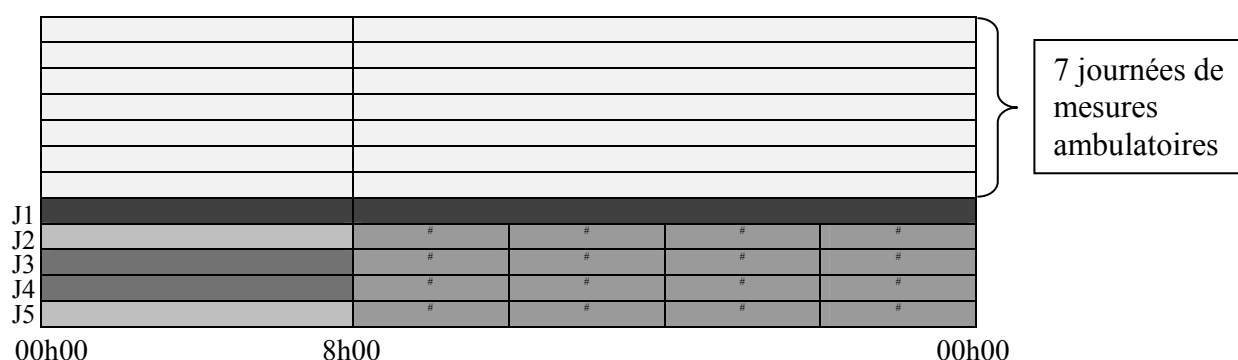 7 journées de
mesures
ambulatoires
J1
J2 # # # #
J3 # # # #
J4 # # # #
J5 # # # #
00h00 8h00 00h00